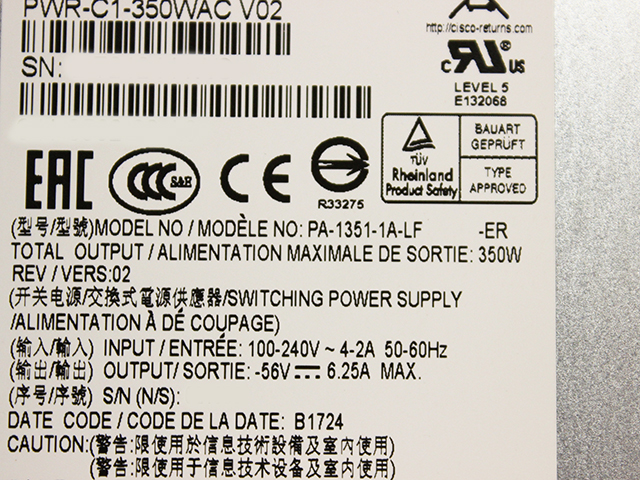 PWR-C1-350WAC V02
http://cisco-returns.com
SN:
c RU ® US
LEVEL 5
E132068
EAC
CCC S&E
CE
R33275
TÜV
Rheinland
Product Safety
BAUART
GEPRÜFT
TYPE
APPROVED
(型号/型號)MODEL NO / MODÈLE NO: PA-1351-1A-LF -ER
TOTAL OUTPUT / ALIMENTATION MAXIMALE DE SORTIE: 350W
REV / VERS:02
(开关电源/交換式電源供應器/SWITCHING POWER SUPPLY
/ALIMENTATION À DÉ COUPAGE)
(输入/輸入) INPUT / ENTRÉE: 100-240V ~ 4-2A 50-60Hz
(输出/輸出) OUTPUT/ SORTIE: -56V ⎓ 6.25A MAX.
(序号/序號) S/N (N/S):
DATE CODE / CODE DE LA DATE: B1724
CAUTION:(警告:限使用於信息技術設備及室内使用)
(警告:限使用于信息技术设备及室内使用)